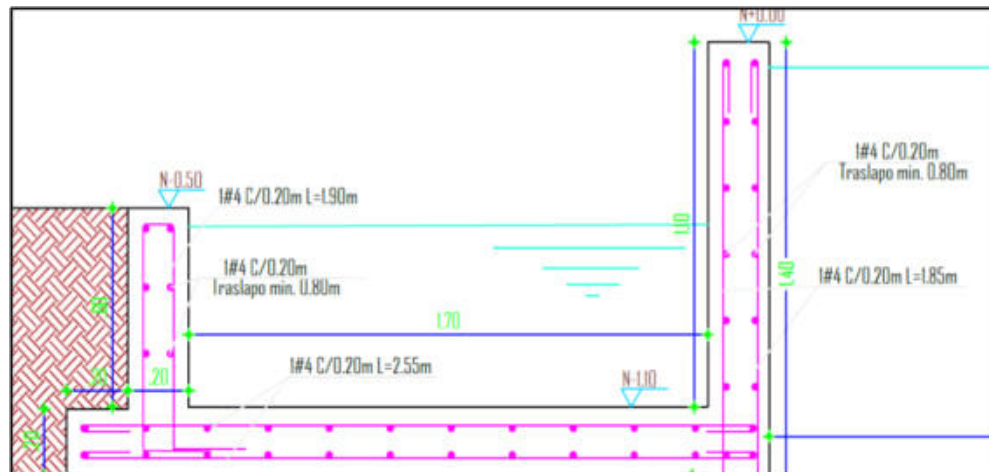 N+0.00
1#4 C/0.20m
Traslapo min. 0.80m
N-0.50
1#4 C/0.20m L=1.90m
1.10
1#4 C/0.20m
Traslapo min. 0.80m
1.40
1#4 C/0.20m L=1.85m
1.70
1#4 C/0.20m L=2.55m
.20
N-1.10